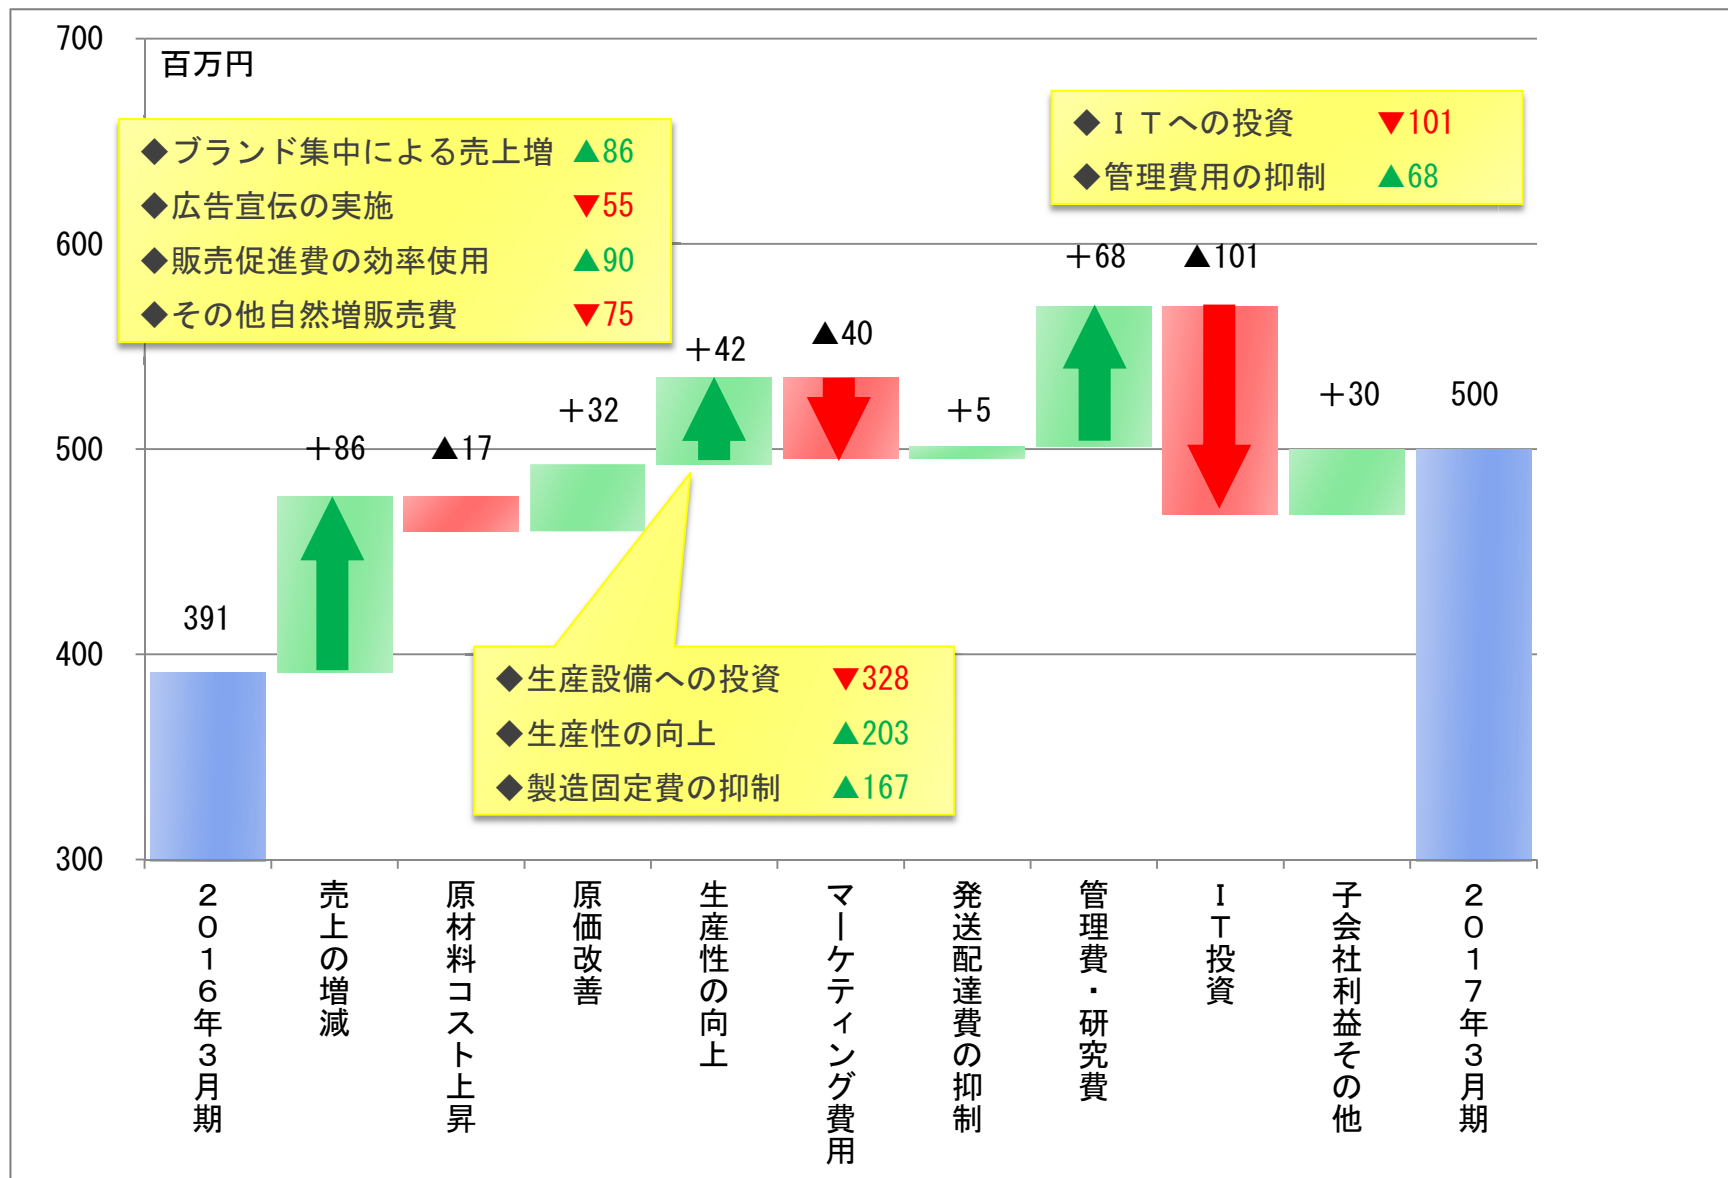 700
百万円
600
500
400
300
◆ブランド集中による売上増 ▲86
◆広告宣伝の実施 ▼55
◆販売促進費の効率使用 ▲90
◆その他自然増販売費 ▼75
◆ＩＴへの投資 ▼101
◆管理費用の抑制 ▲68
◆生産設備への投資 ▼328
◆生産性の向上 ▲203
◆製造固定費の抑制 ▲167
391
＋86
▲17
＋32
＋42
▲40
＋5
＋68
▲101
＋30
500
２０１６年３月期
売上の増減
原材料コスト上昇
原価改善
生産性の向上
マーケティング費用
発送配達費の抑制
管理費・研究費
ＩＴ投資
子会社利益その他
２０１７年３月期